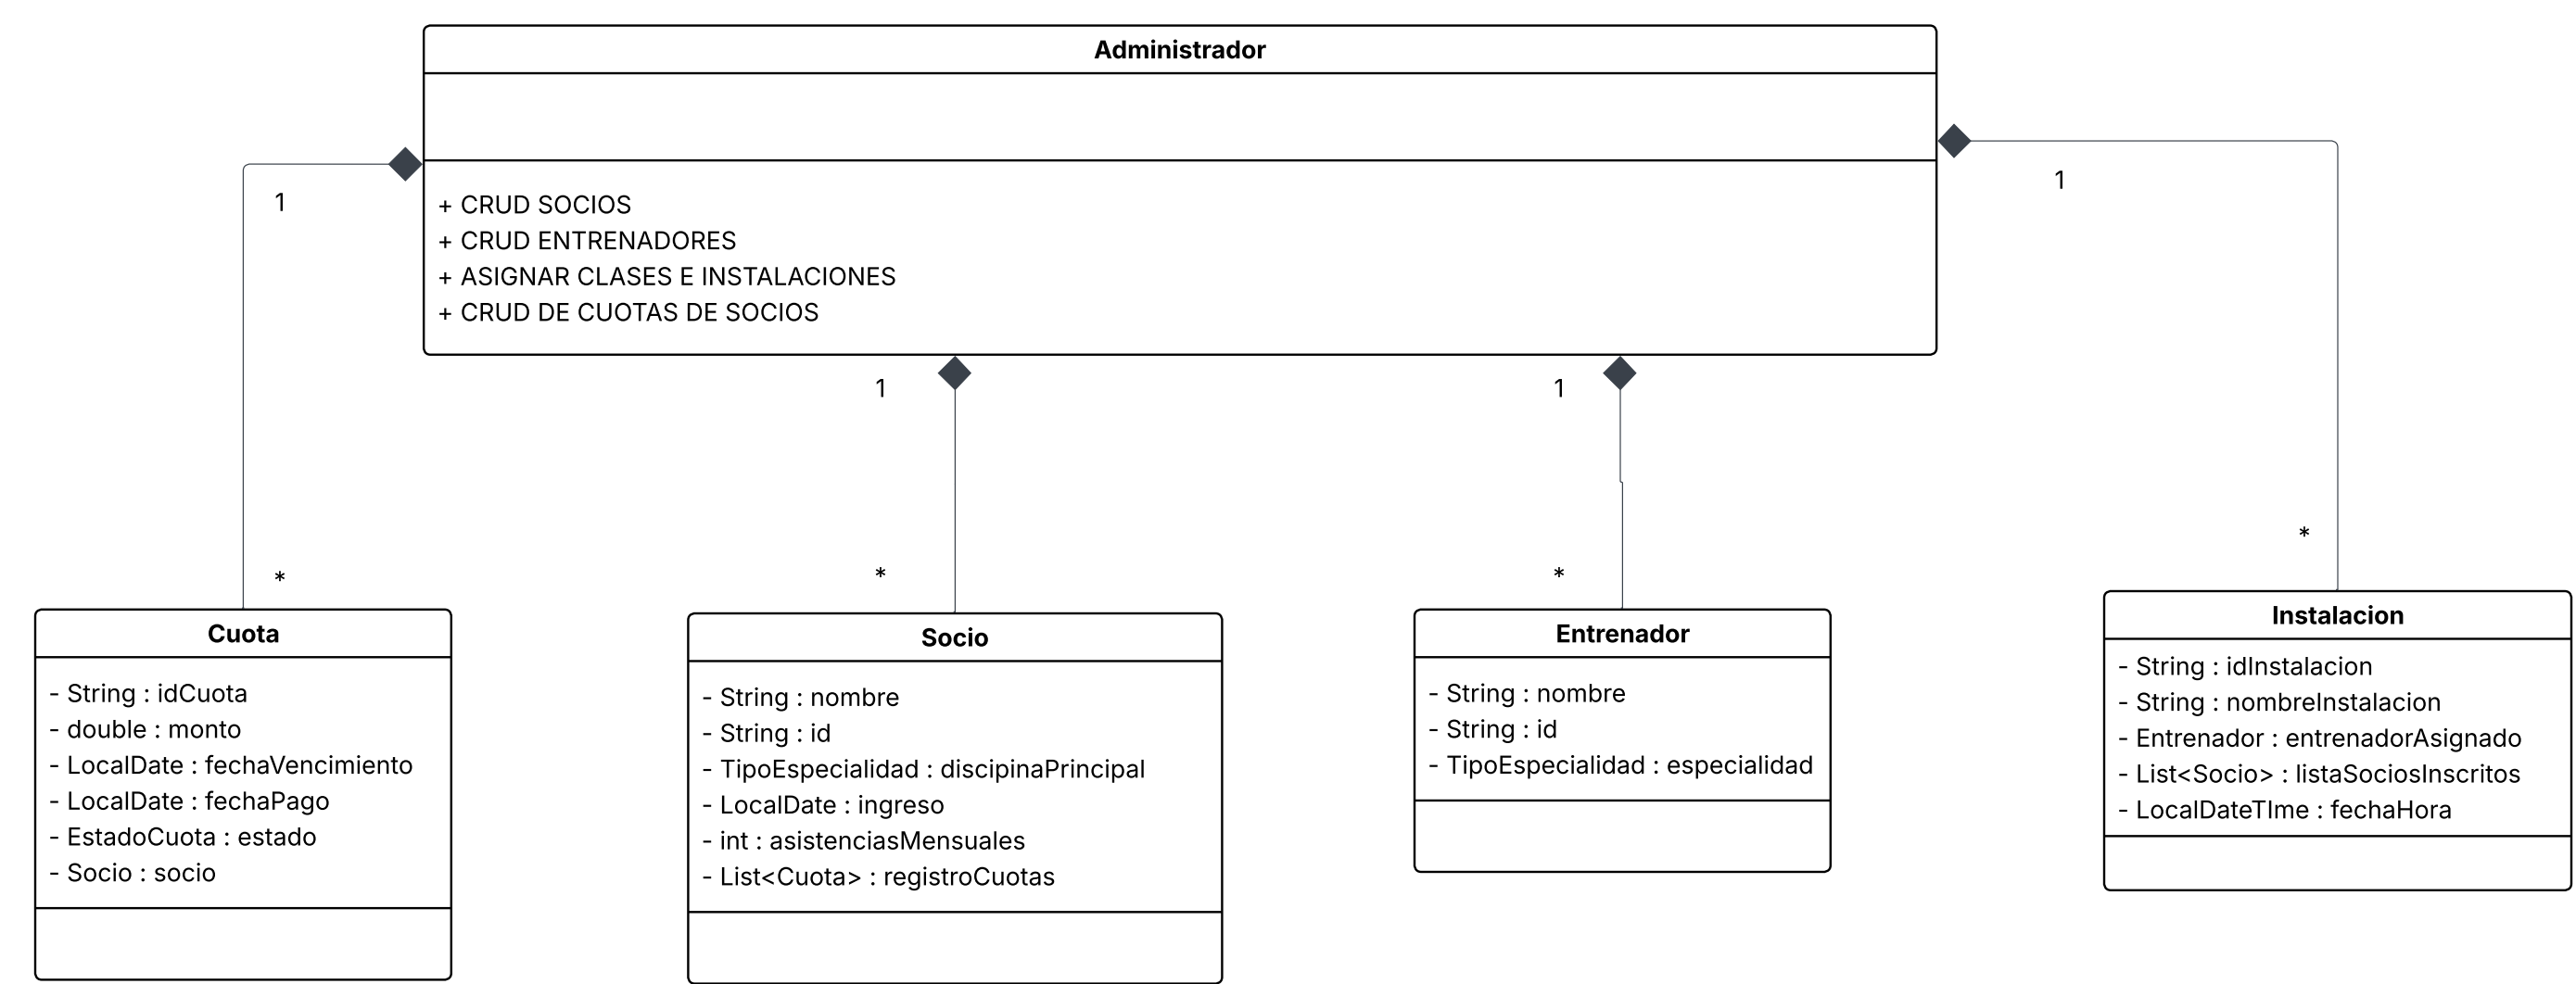 Administrador
+ CRUD SOCIOS
+ CRUD ENTRENADORES
+ ASIGNAR CLASES E INSTALACIONES
+ CRUD DE CUOTAS DE SOCIOS
1
1
1
1
*
*
*
*
Cuota
- String : idCuota
- double : monto
- LocalDate : fechaVencimiento
- LocalDate : fechaPago
- EstadoCuota : estado
- Socio : socio
Socio
- String : nombre
- String : id
- TipoEspecialidad : discipinaPrincipal
- LocalDate : ingreso
- int : asistenciasMensuales
- List<Cuota> : registroCuotas
Entrenador
- String : nombre
- String : id
- TipoEspecialidad : especialidad
Instalacion
- String : idInstalacion
- String : nombreInstalacion
- Entrenador : entrenadorAsignado
- List<Socio> : listaSociosInscritos
- LocalDateTIme : fechaHora